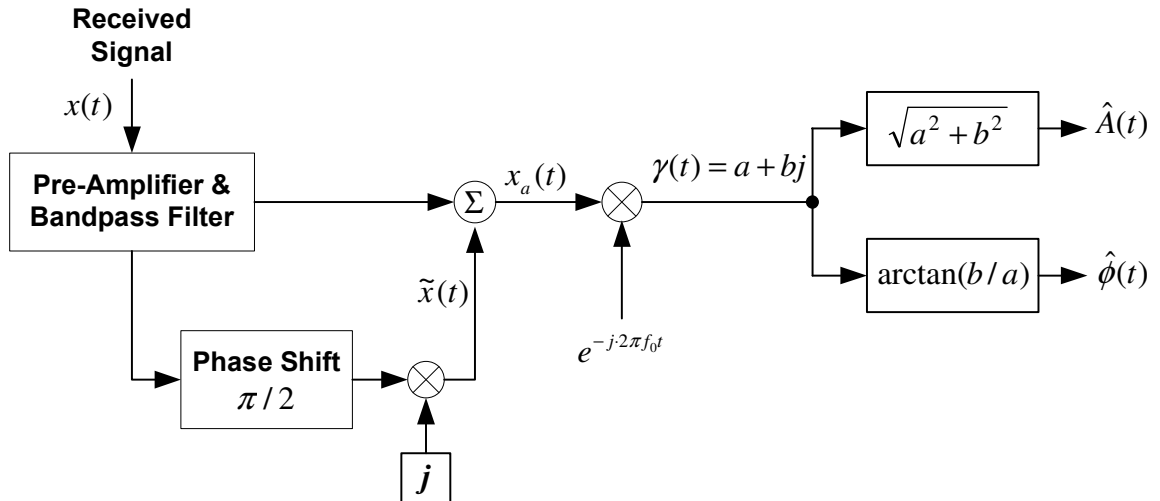 Received
Signal
x(t)
Pre-Amplifier &
Bandpass Filter
Σ
x_a(t)
γ(t) = a + bj
√(a² + b²)
Â(t)
arctan(b / a)
ϕ̂(t)
x̃(t)
e^{-j·2πf₀t}
Phase Shift
π / 2
j